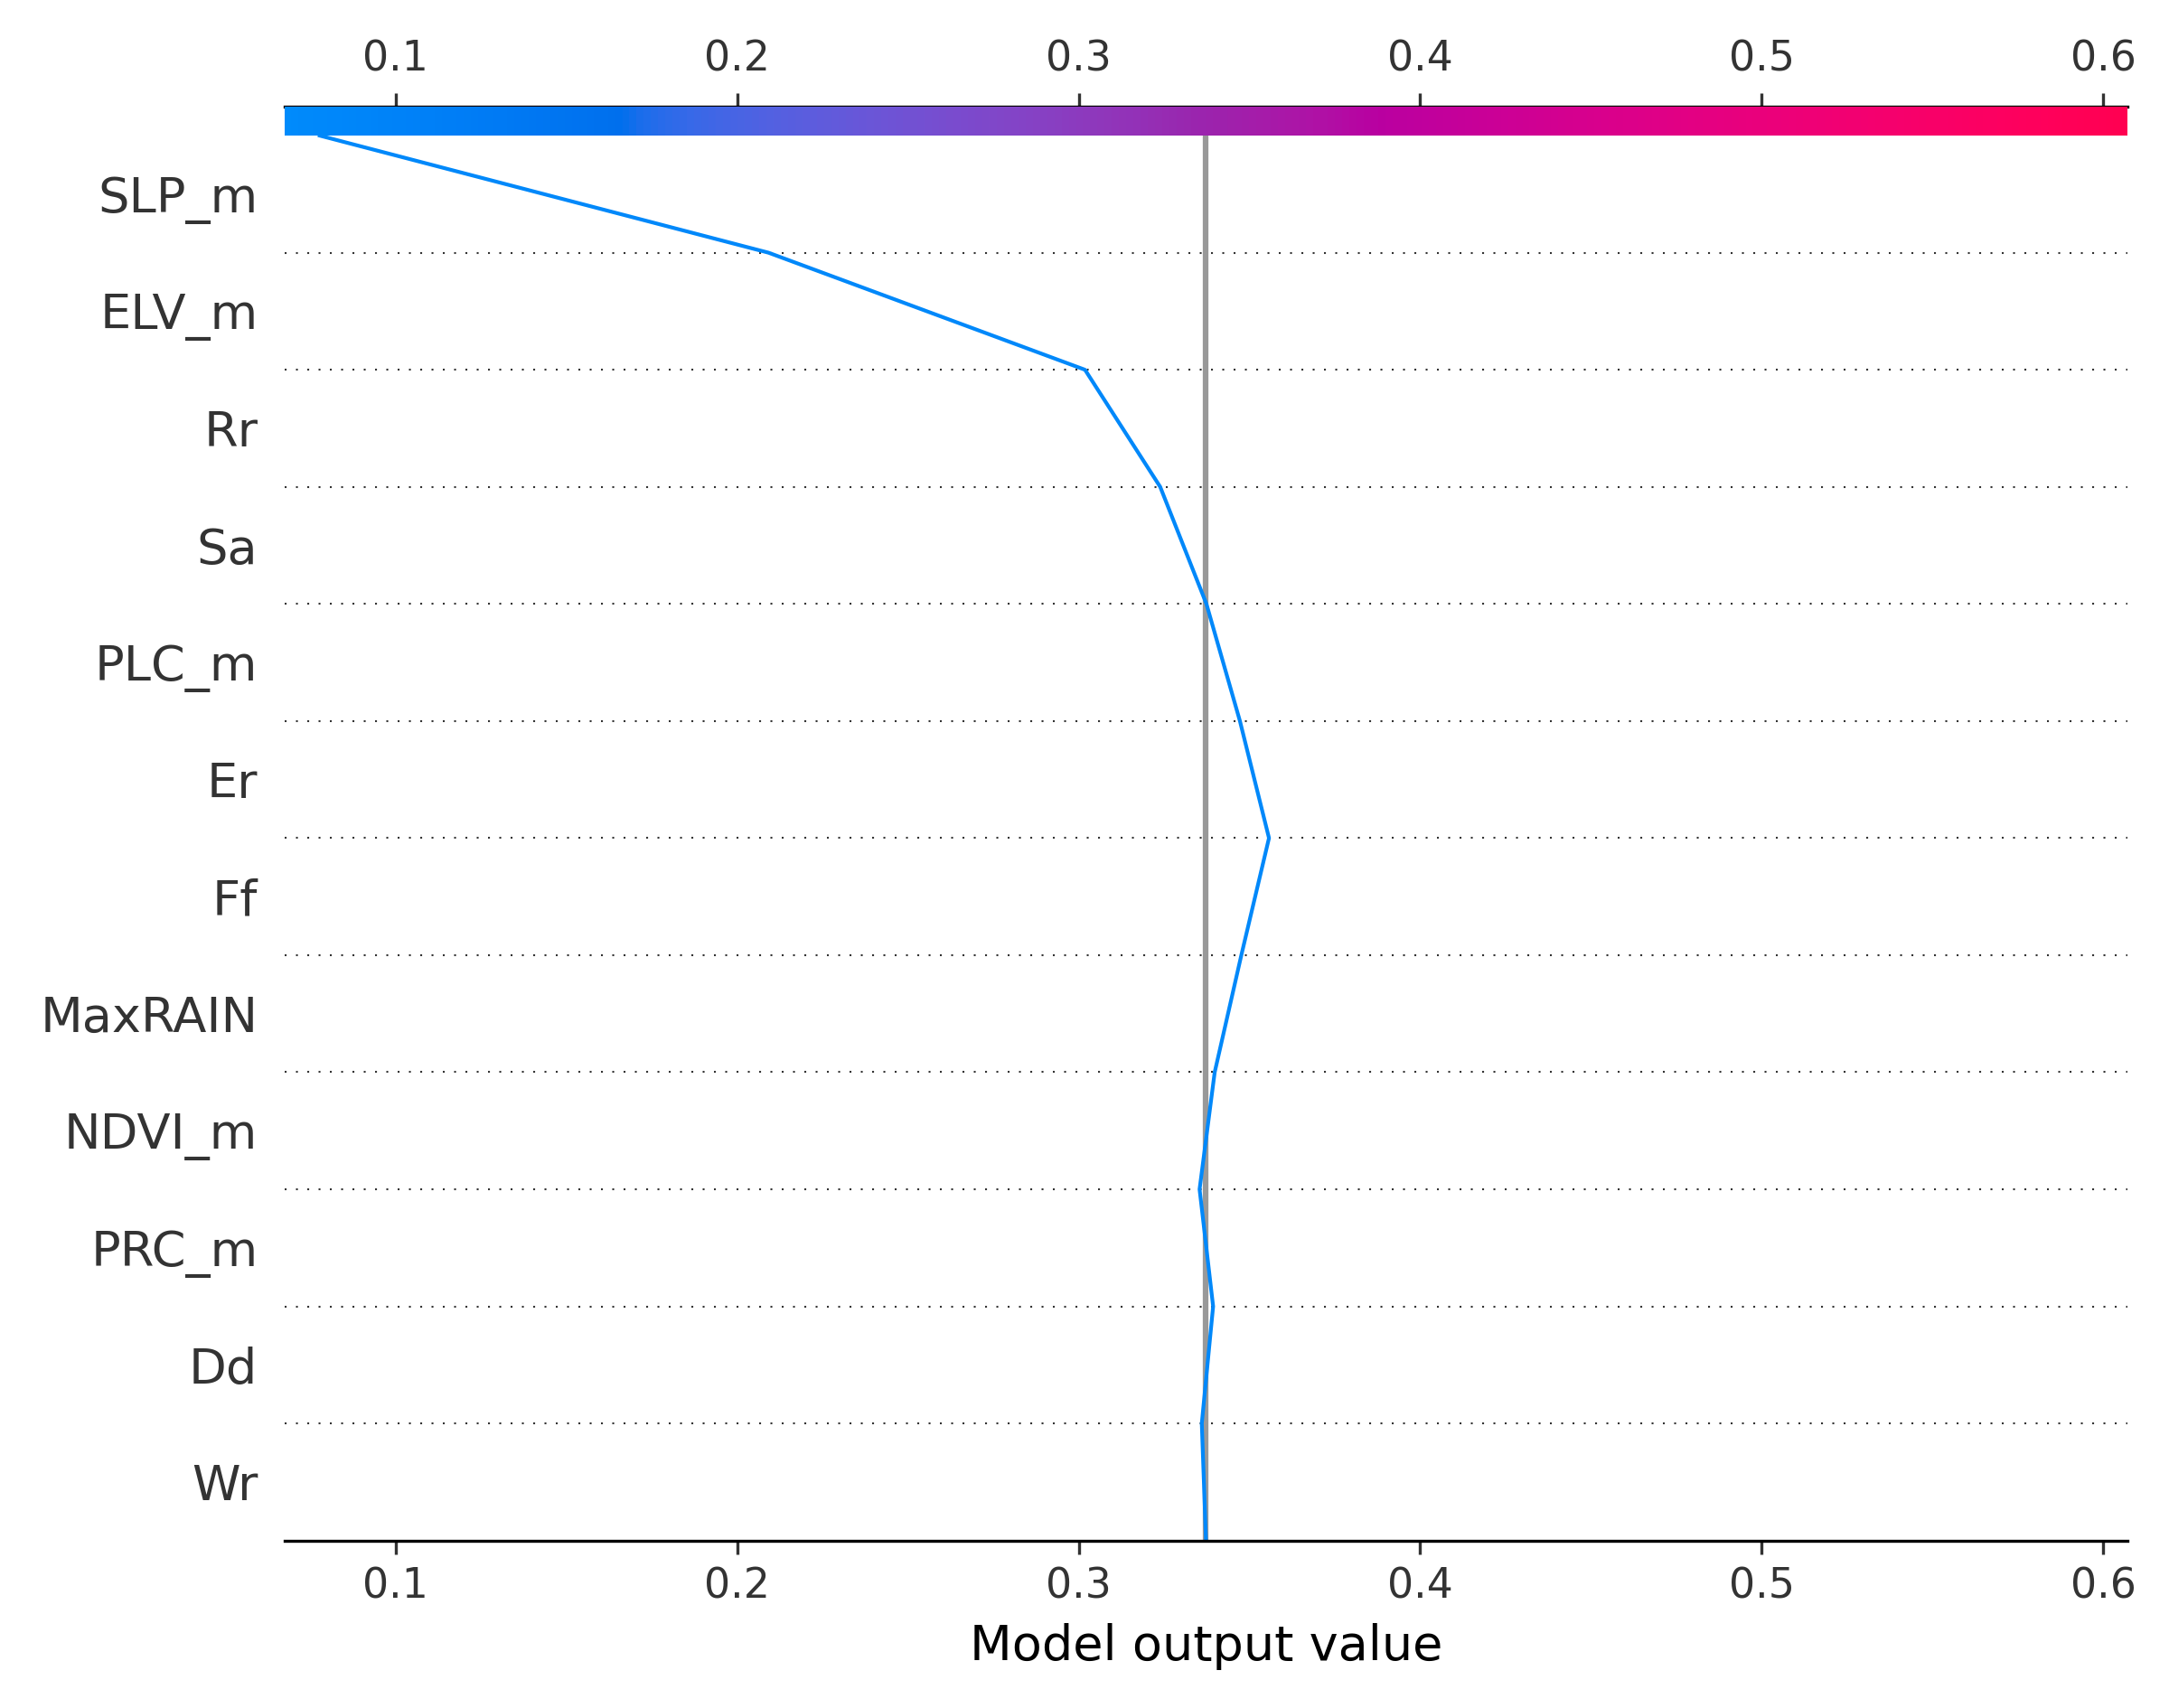 0.1 0.2 0.3 0.4 0.5 0.6
SLP_m
ELV_m
Rr
Sa
PLC_m
Er
Ff
MaxRAIN
NDVI_m
PRC_m
Dd
Wr
0.1 0.2 0.3 0.4 0.5 0.6
Model output value